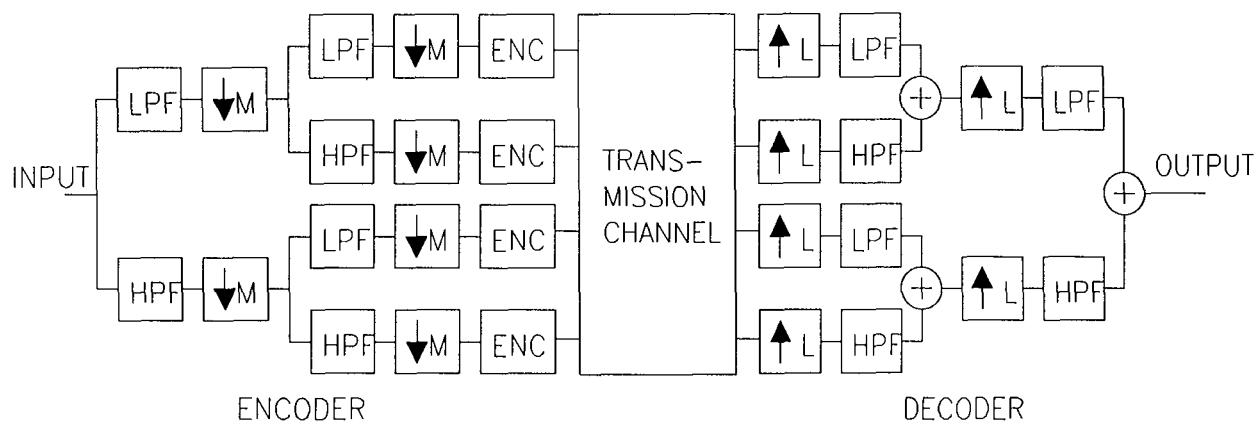 LPF ↓M ENC ↑L LPF
LPF ↓M ↑L LPF
HPF ↓M ENC ↑L HPF
INPUT
TRANS-
MISSION
CHANNEL
+ + OUTPUT
LPF ↓M ENC ↑L LPF
HPF ↓M ↑L HPF
+
HPF ↓M ENC ↑L HPF
ENCODER DECODER